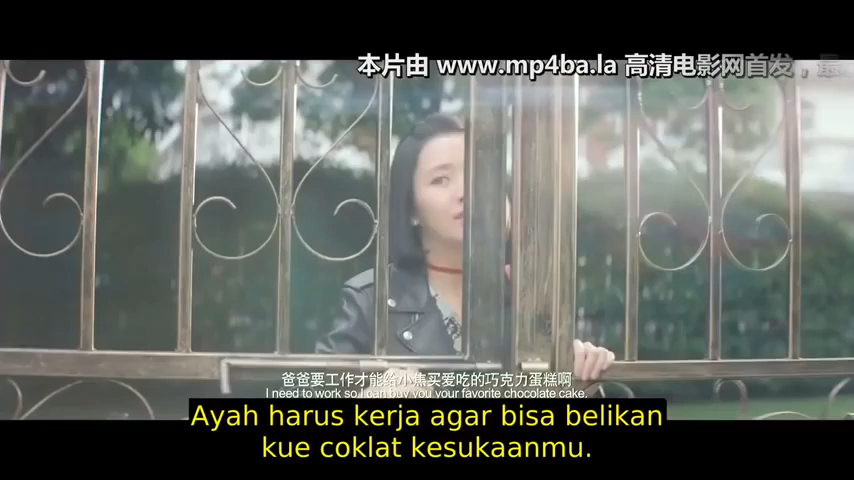 本片由 www.mp4ba.la 高清电影网首发，最
爸爸要工作才能给小焦买爱吃的巧克力蛋糕啊
I need to work so I can buy you your favorite chocolate cake.
Ayah harus kerja agar bisa belikan
kue coklat kesukaanmu.